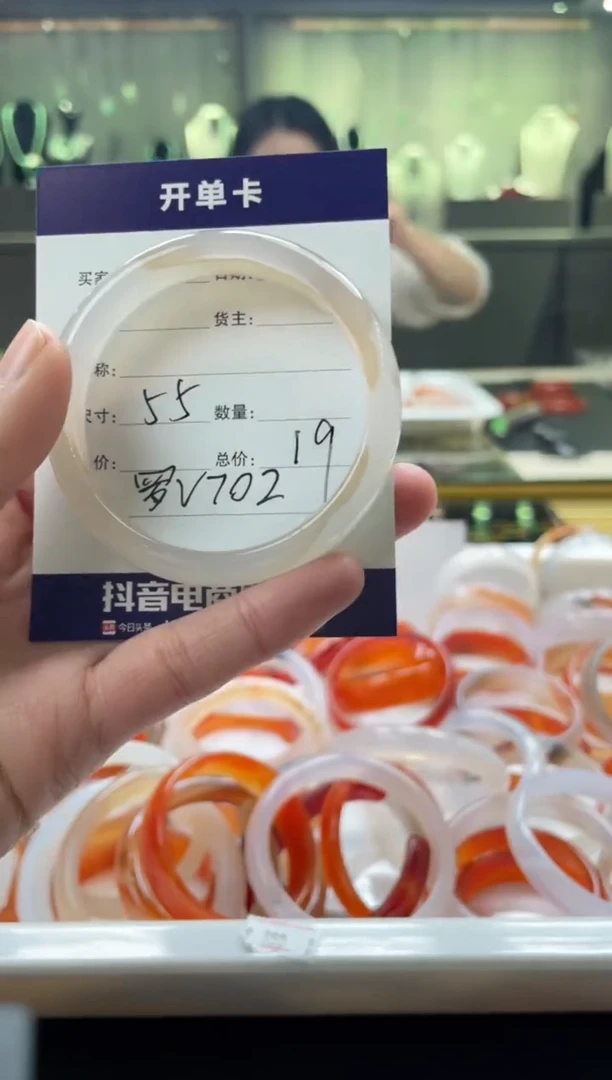 开单卡
买家
货主:
称:
尺寸: 55 数量:
价: 总价: 19
罗V702
抖音电商
今日头条